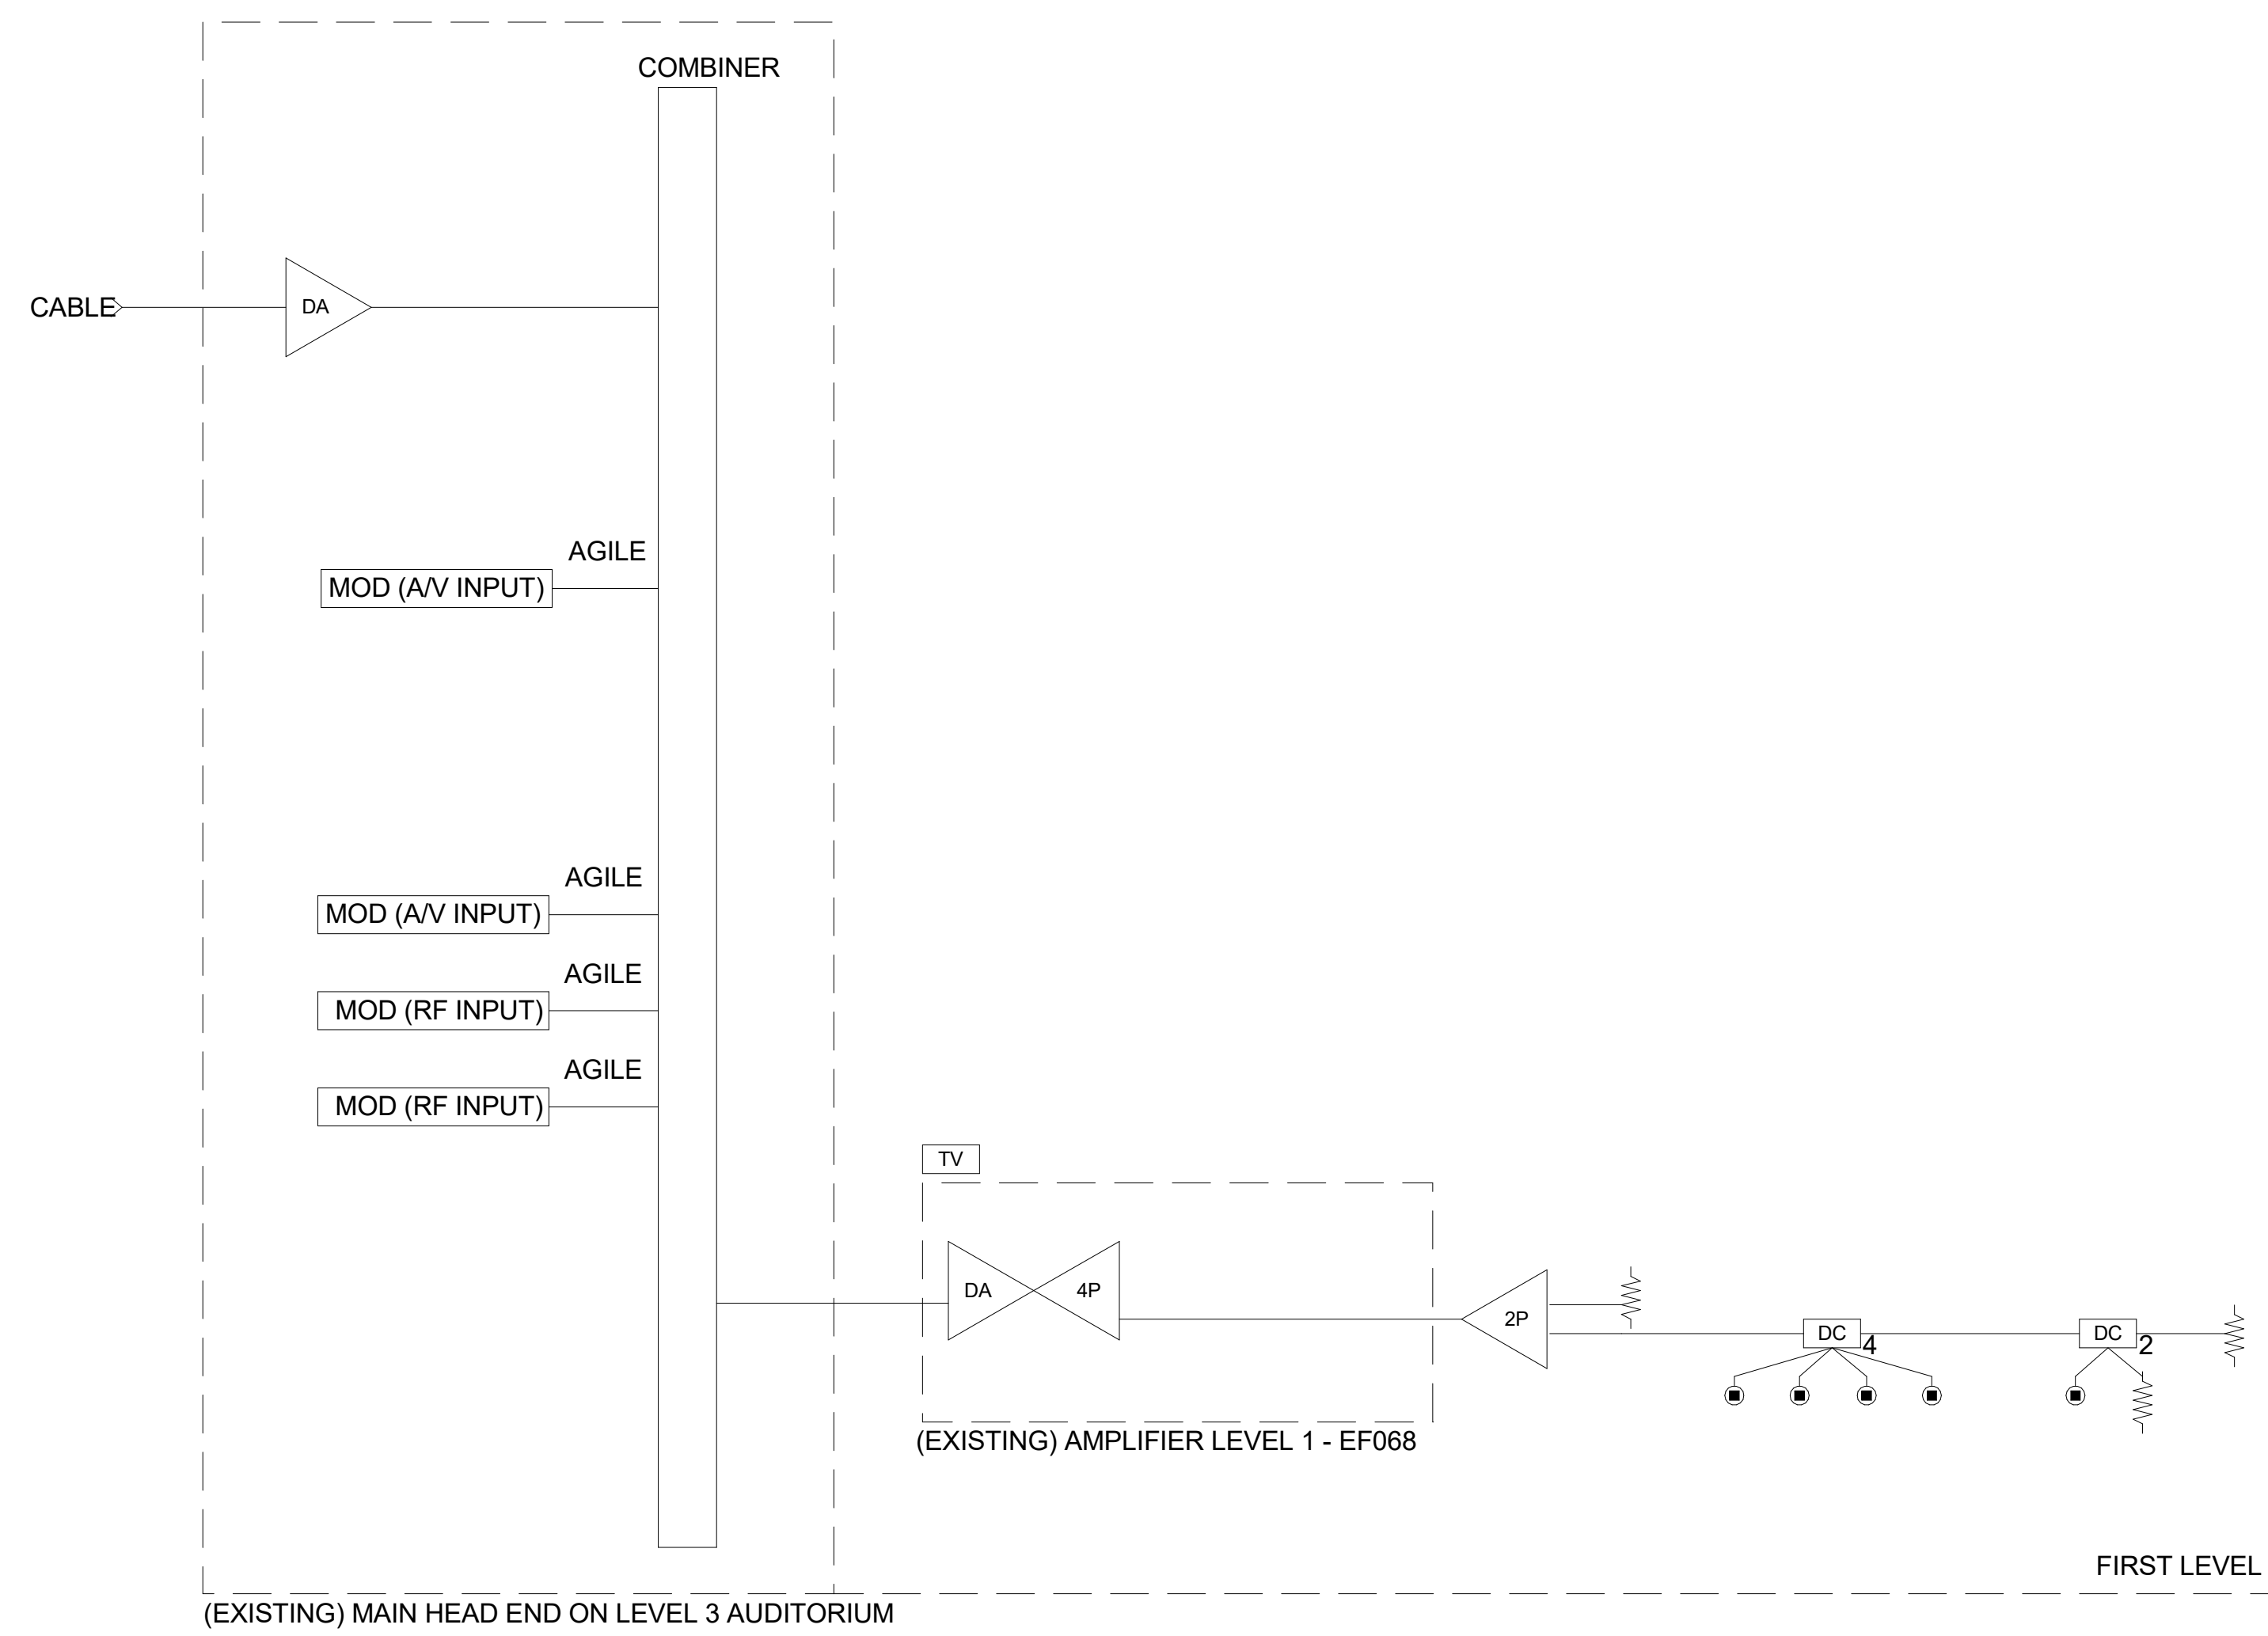 COMBINER
CABLE
DA
AGILE
MOD (A/V INPUT)
AGILE
MOD (A/V INPUT)
AGILE
MOD (RF INPUT)
AGILE
MOD (RF INPUT)
TV
DA
4P
2P
DC
4
DC
2
(EXISTING) AMPLIFIER LEVEL 1 - EF068
FIRST LEVEL
(EXISTING) MAIN HEAD END ON LEVEL 3 AUDITORIUM